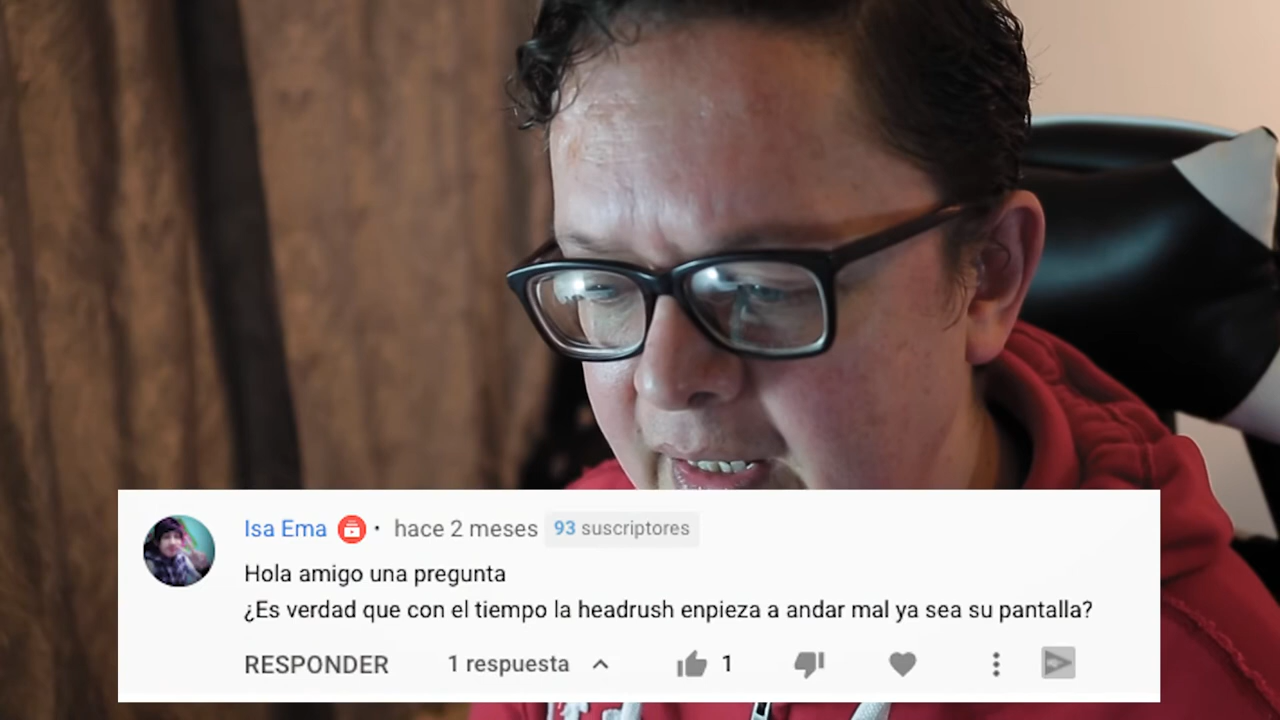 Isa Ema · hace 2 meses 93 suscriptores
Hola amigo una pregunta
¿Es verdad que con el tiempo la headrush enpieza a andar mal ya sea su pantalla?
RESPONDER 1 respuesta 1